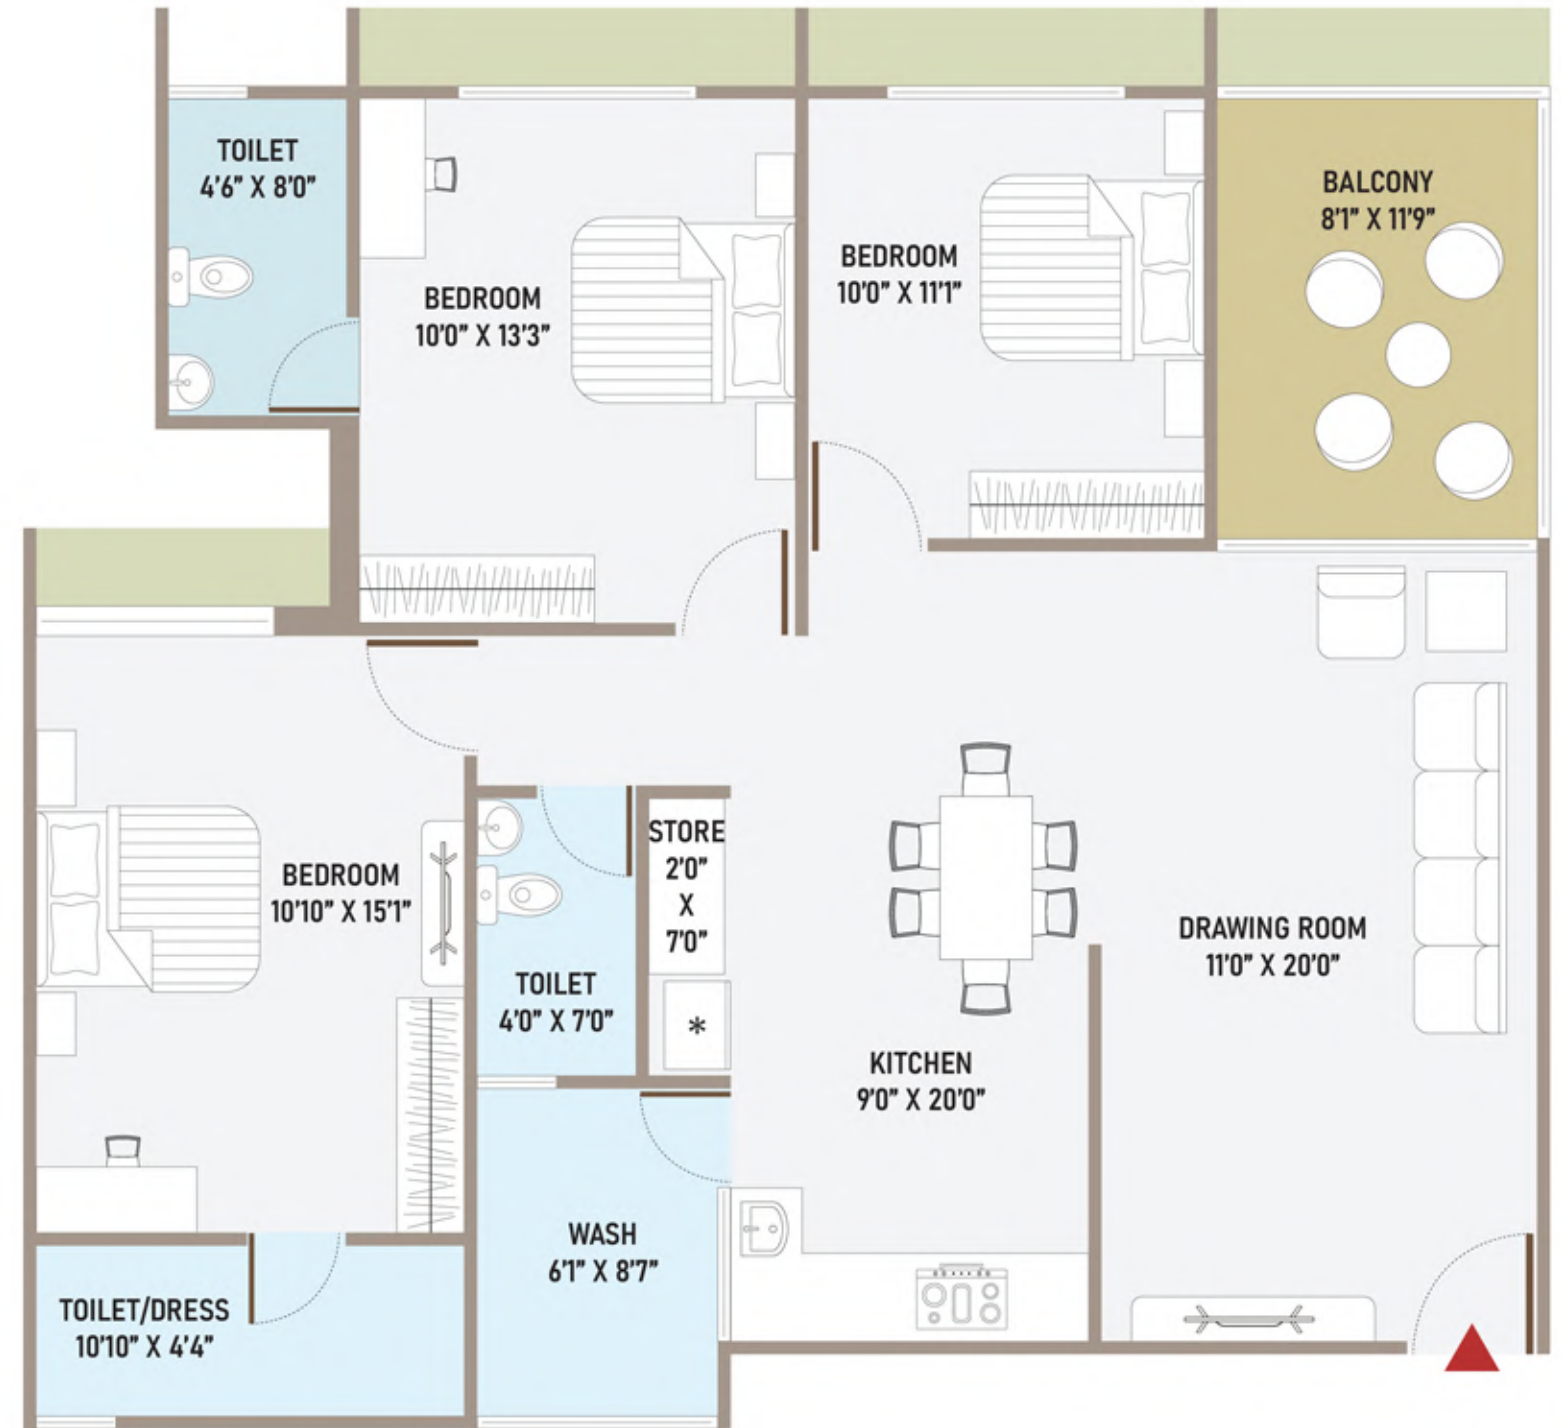 TOILET
4'6" X 8'0"
BEDROOM
10'0" X 13'3"
BEDROOM
10'0" X 11'1"
BALCONY
8'1" X 11'9"
BEDROOM
10'10" X 15'1"
STORE
2'0"
X
7'0"
TOILET
4'0" X 7'0"
*
DRAWING ROOM
11'0" X 20'0"
KITCHEN
9'0" X 20'0"
WASH
6'1" X 8'7"
TOILET/DRESS
10'10" X 4'4"